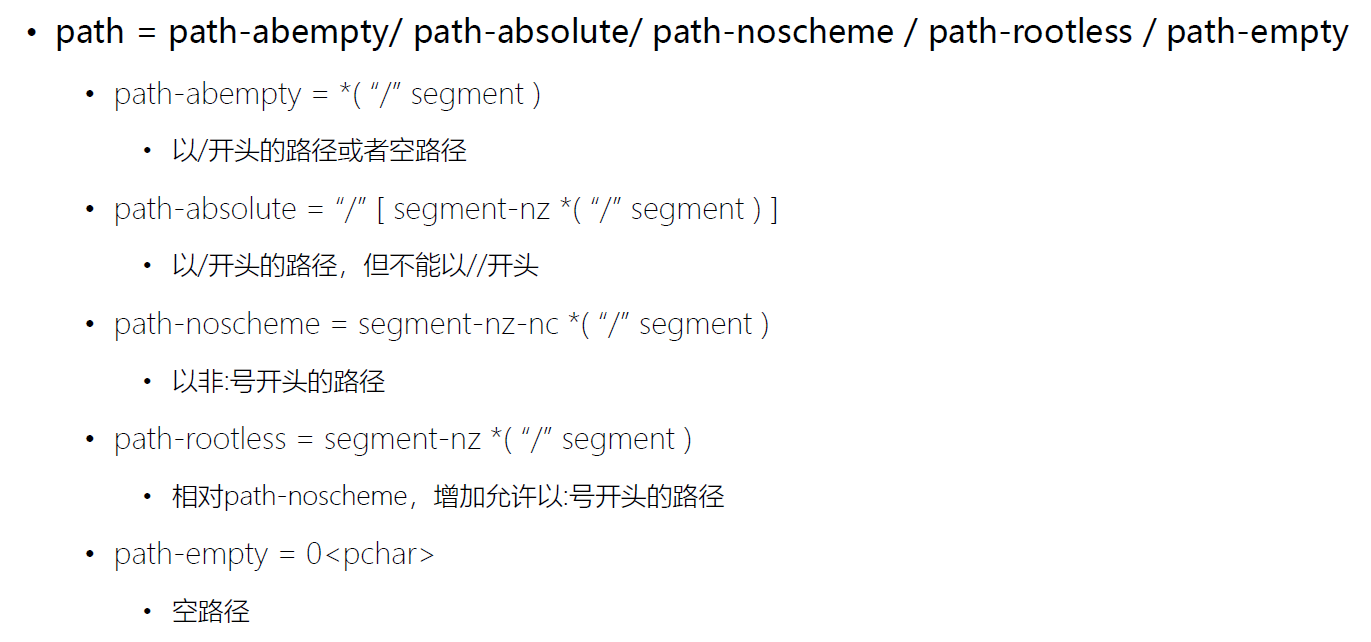 • path = path-abempty/ path-absolute/ path-noscheme / path-rootless / path-empty
• path-abempty = *( “/” segment )
• 以/开头的路径或者空路径
• path-absolute = “/” [ segment-nz *( “/” segment ) ]
• 以/开头的路径，但不能以//开头
• path-noscheme = segment-nz-nc *( “/” segment )
• 以非:号开头的路径
• path-rootless = segment-nz *( “/” segment )
• 相对path-noscheme，增加允许以:号开头的路径
• path-empty = 0<pchar>
• 空路径